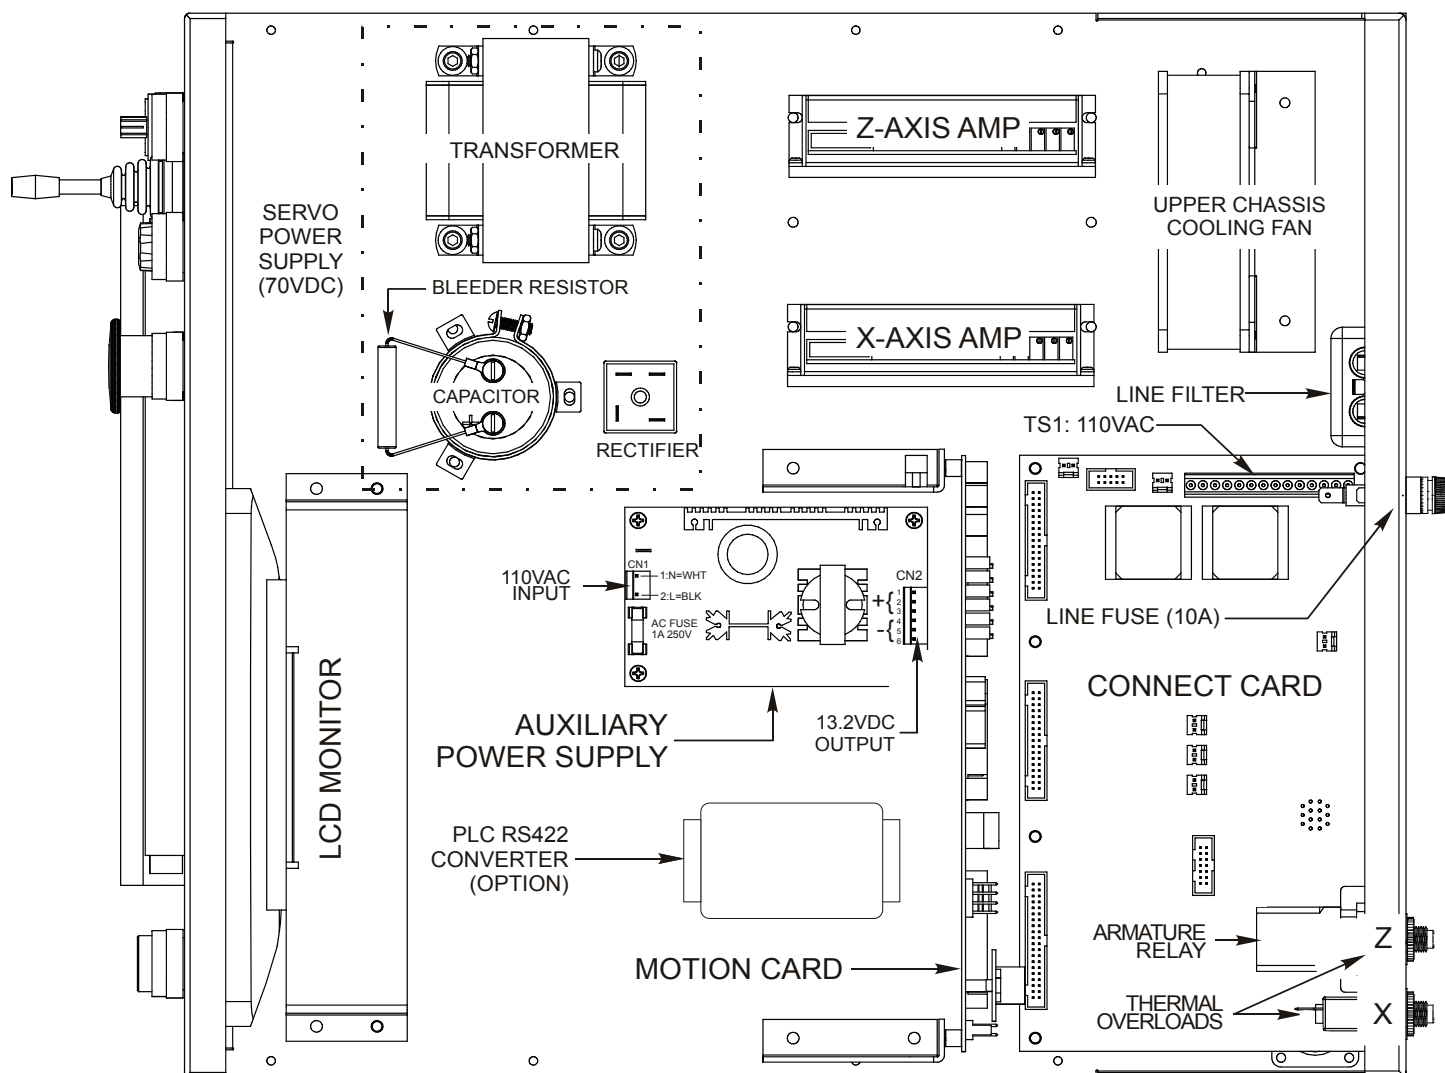 TRANSFORMER
Z-AXIS AMP
UPPER CHASSIS
COOLING FAN
SERVO
POWER
SUPPLY
(70VDC)
BLEEDER RESISTOR
CAPACITOR
RECTIFIER
X-AXIS AMP
LINE FILTER
TS1: 110VAC
110VAC
INPUT
CN1
1:N=WHT
2:L=BLK
AC FUSE
1A 250V
CN2
+{
-{
1
2
3
4
5
6
LINE FUSE (10A)
CONNECT CARD
LCD MONITOR
AUXILIARY
POWER SUPPLY
13.2VDC
OUTPUT
PLC RS422
CONVERTER
(OPTION)
MOTION CARD
ARMATURE
RELAY
THERMAL
OVERLOADS
Z
X